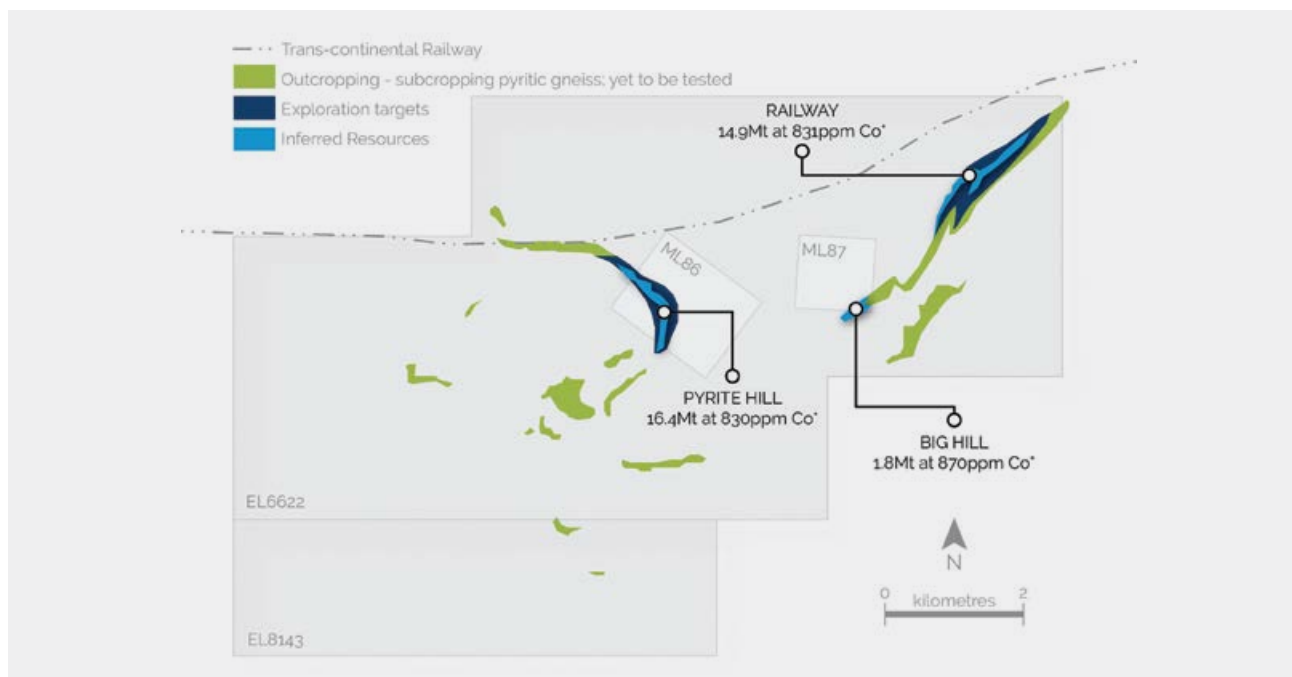 Trans-continental Railway
Outcropping - subcropping pyritic gneiss; yet to be tested
Exploration targets
Inferred Resources
RAILWAY
14.9Mt at 831ppm Co*
ML86
ML87
PYRITE HILL
16.4Mt at 830ppm Co*
BIG HILL
1.8Mt at 870ppm Co*
EL6622
N
0 kilometres 2
EL8143